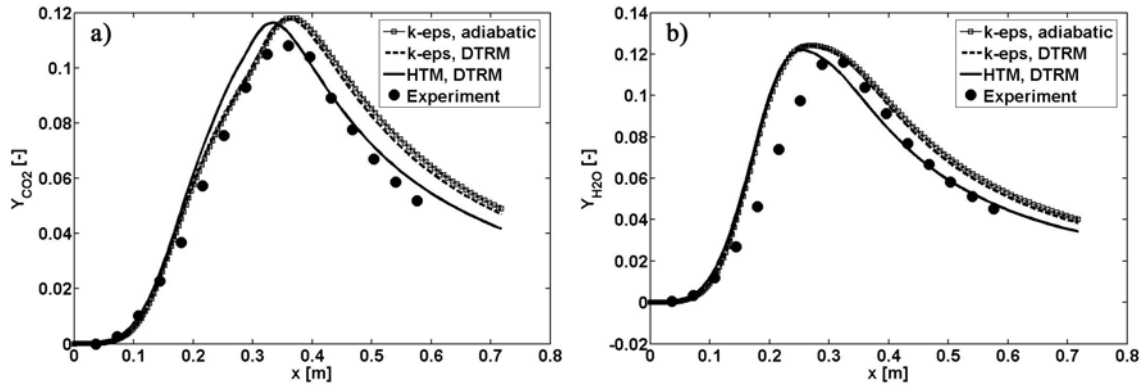 a)
k-eps, adiabatic
k-eps, DTRM
HTM, DTRM
Experiment
0.12
0.1
0.08
0.06
0.04
0.02
0
Y_CO2 [-]
0 0.1 0.2 0.3 0.4 0.5 0.6 0.7 0.8
x [m]
b)
k-eps, adiabatic
k-eps, DTRM
HTM, DTRM
Experiment
0.14
0.12
0.1
0.08
0.06
0.04
0.02
0
-0.02
Y_H2O [-]
0 0.1 0.2 0.3 0.4 0.5 0.6 0.7 0.8
x [m]